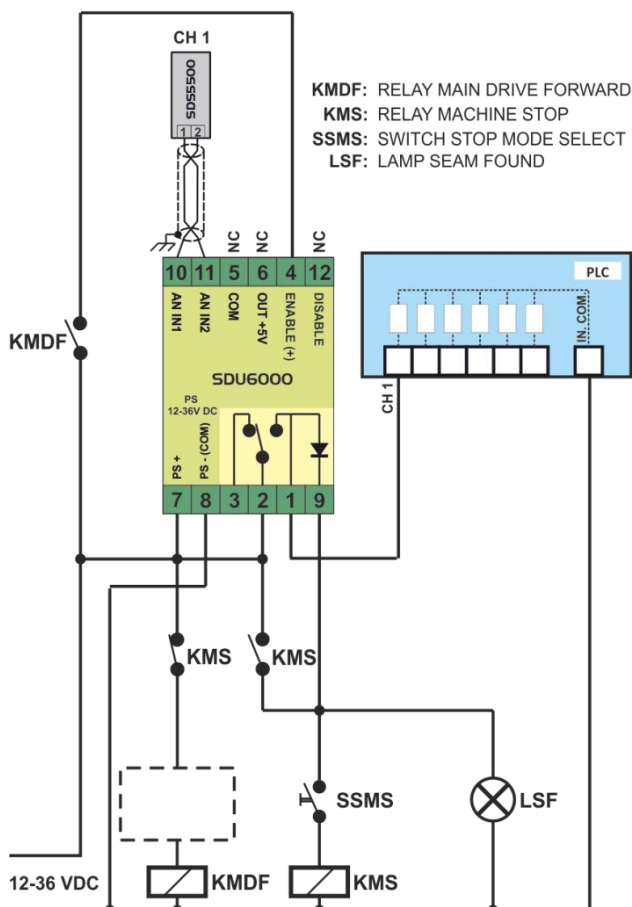 CH 1
SDS5500
1 2
KMDF: RELAY MAIN DRIVE FORWARD
KMS: RELAY MACHINE STOP
SSMS: SWITCH STOP MODE SELECT
LSF: LAMP SEAM FOUND
NC NC NC
10 11 5 6 4 12
AN IN1 AN IN2 COM OUT +5V ENABLE (+) DISABLE
PLC
IN. COM.
CH 1
KMDF
SDU6000
PS
12-36V DC
PS + PS - (COM)
7 8 3 2 1 9
KMS KMS
SSMS LSF
12-36 VDC KMDF KMS